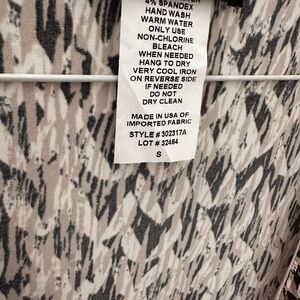 4% SPANDEX
HAND WASH
WARM WATER
ONLY USE
NON-CHLORINE
BLEACH
WHEN NEEDED
HANG TO DRY
VERY COOL IRON
ON REVERSE SIDE
IF NEEDED
DO NOT
DRY CLEAN
MADE IN USA OF
IMPORTED FABRIC
STYLE # 302317A
LOT # 32464
S